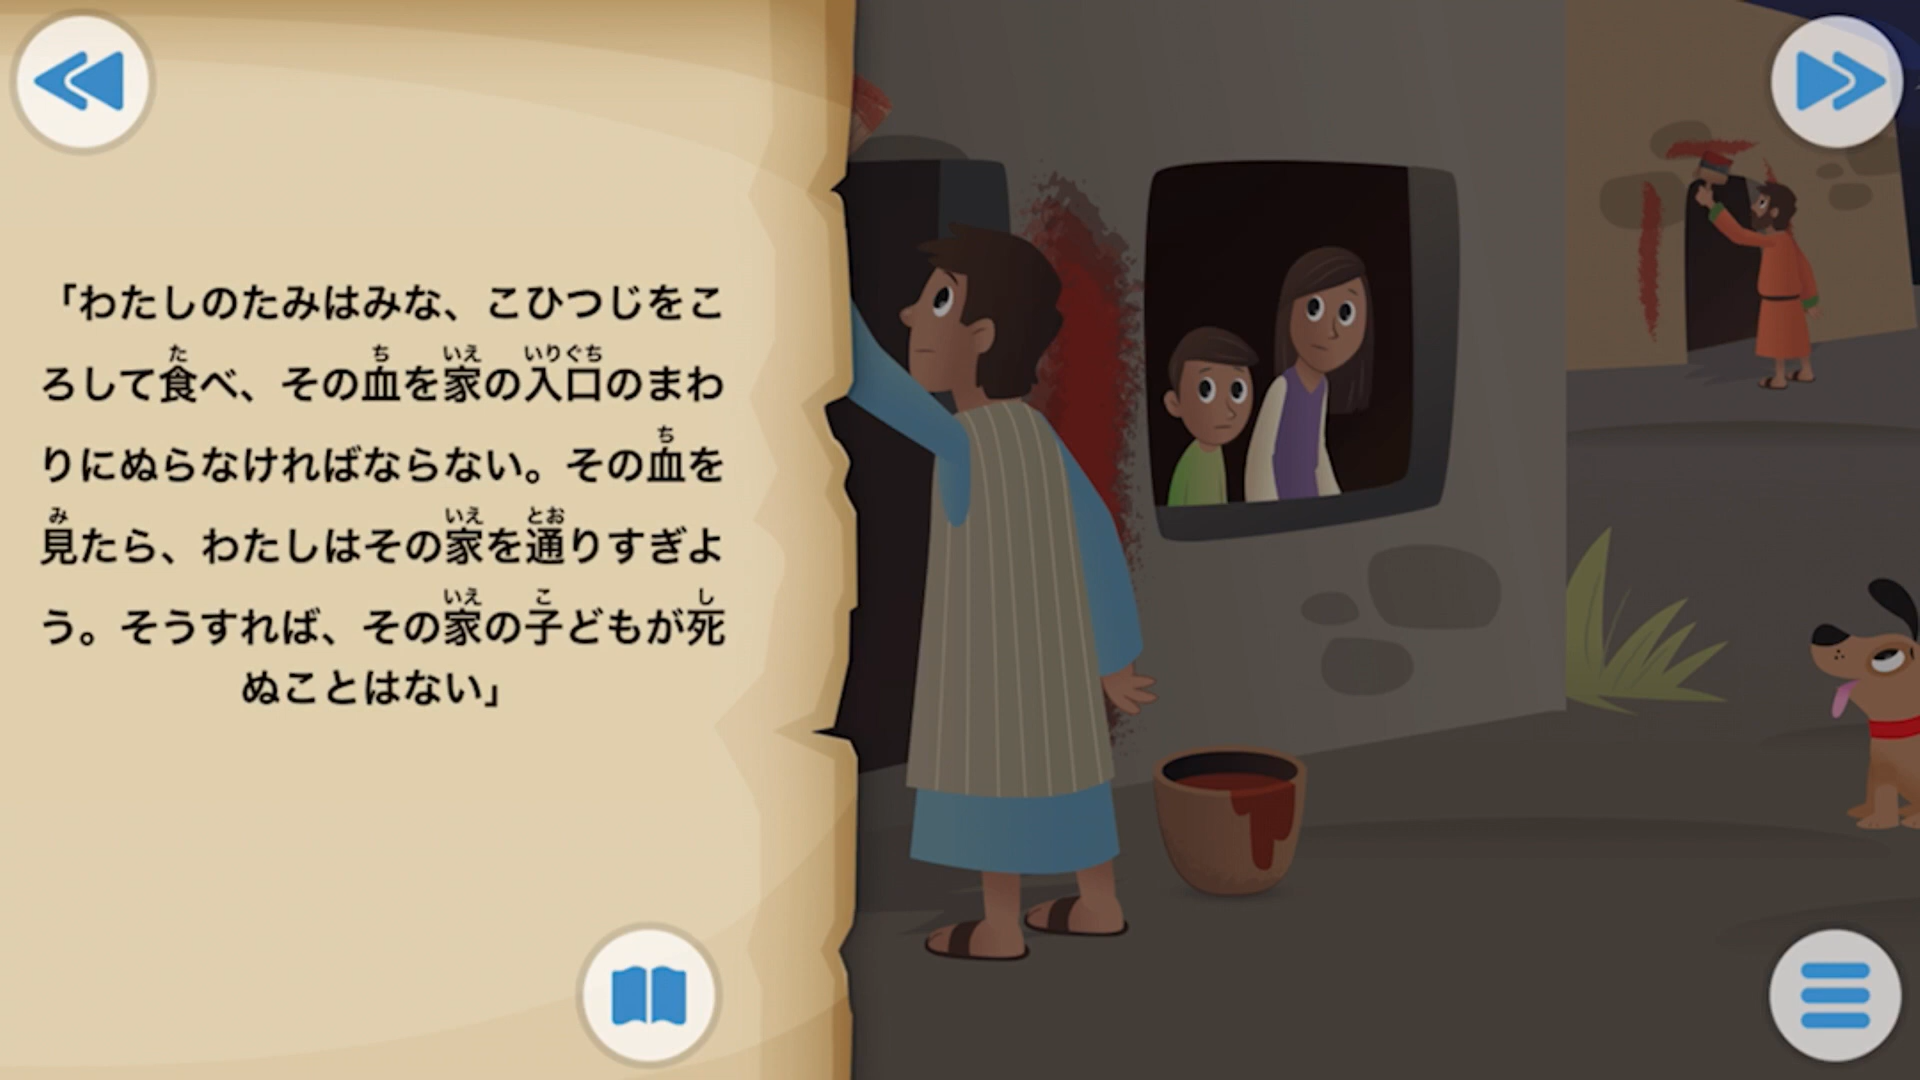 「わたしのたみはみな、こひつじをこ
ろして食べ、その血を家の入口のまわ
りにぬらなければならない。その血を
見たら、わたしはその家を通りすぎよ
う。そうすれば、その家の子どもが死
ぬことはない」